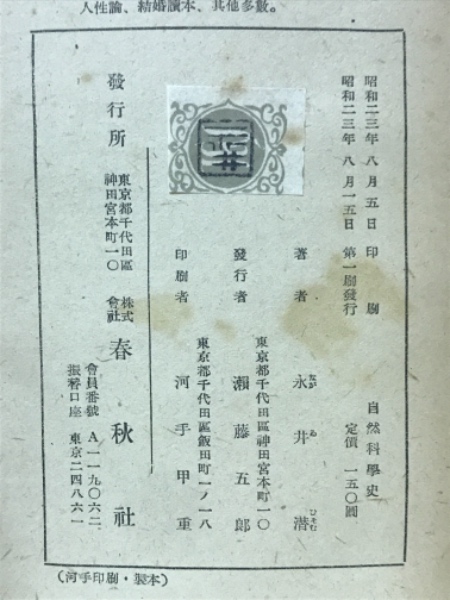 人性論、結婚讀本、其他多數。
昭和二三年八月五日 印刷
昭和二三年八月一五日 第一刷發行
自然科學史
定價 一五〇圓
著者 永井潜
なが ゐ ひそむ
東京都千代田區神田宮本町一〇
發行者 瀬藤五郎
東京都千代田區飯田町一ノ一八
印刷者 河手甲重
發行所
東京都千代田區
神田宮本町一〇
株式
會社
春秋社
會員番號 A一一九〇六二
振替口座 東京二四八六一
(河手印刷・製本)